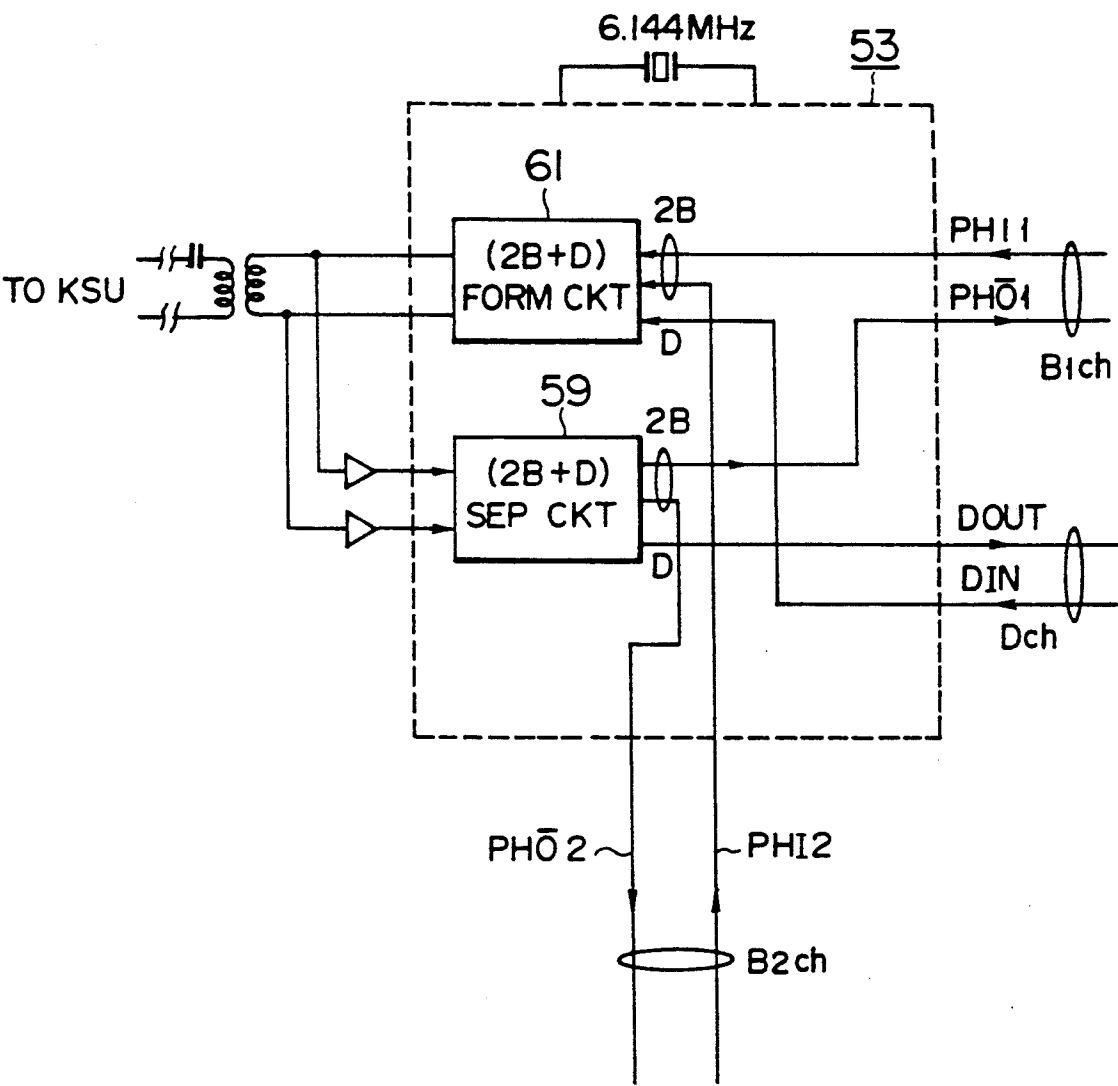 6.144MHz
53
61
2B
(2B+D)
FORM CKT
D
TO KSU
PHI1
PHŌ1
B1ch
59
2B
(2B+D)
SEP CKT
D
DOUT
DIN
Dch
PHŌ2
PHI2
B2ch